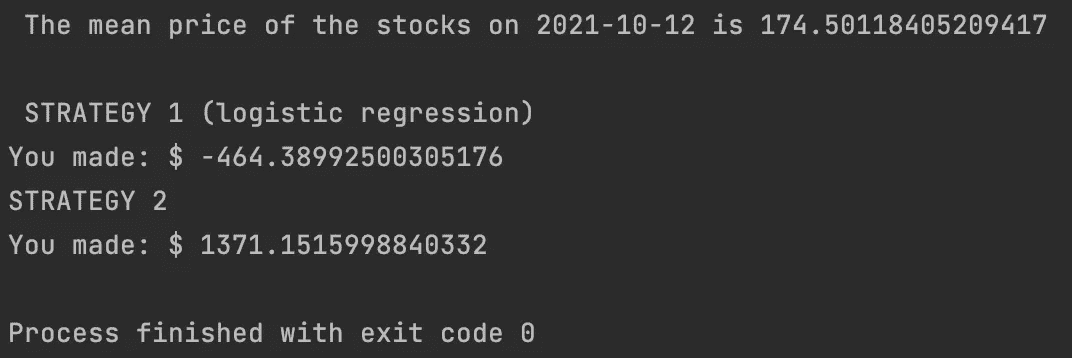 The mean price of the stocks on 2021-10-12 is 174.50118405209417
STRATEGY 1 (logistic regression)
You made: $ -464.38992500305176
STRATEGY 2
You made: $ 1371.1515998840332
Process finished with exit code 0